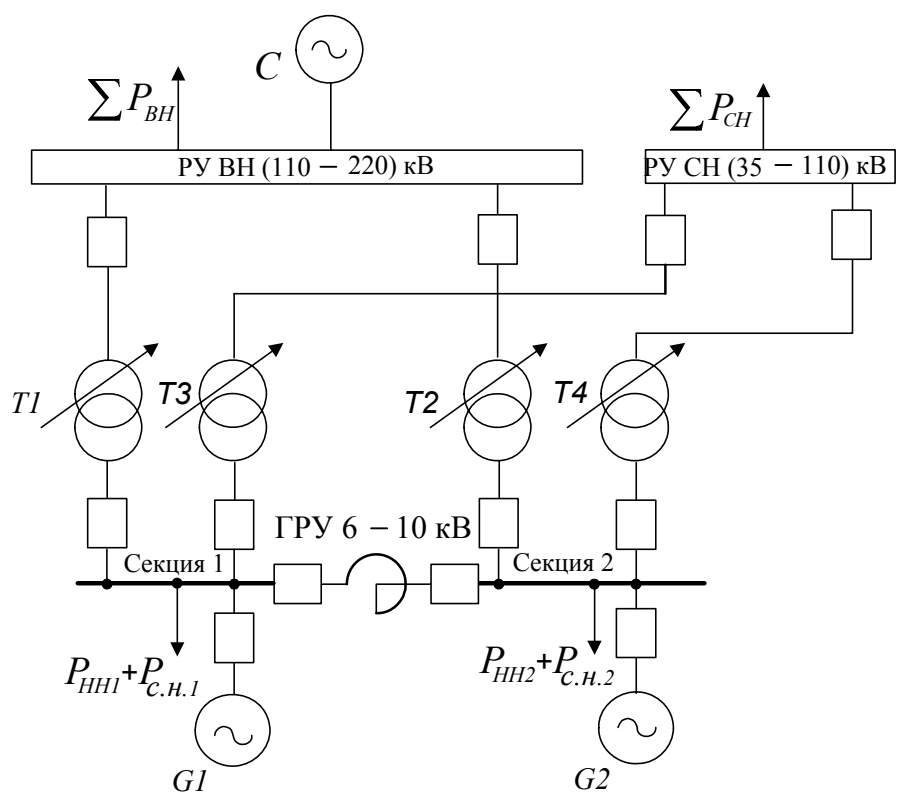 C
∑ P_ВН
∑ P_СН
РУ ВН (110 – 220) кВ
РУ СН (35 – 110) кВ
T1
T3
T2
T4
ГРУ 6 – 10 кВ
Секция 1
Секция 2
P_НН1+P_с.н.1
P_НН2+P_с.н.2
G1
G2